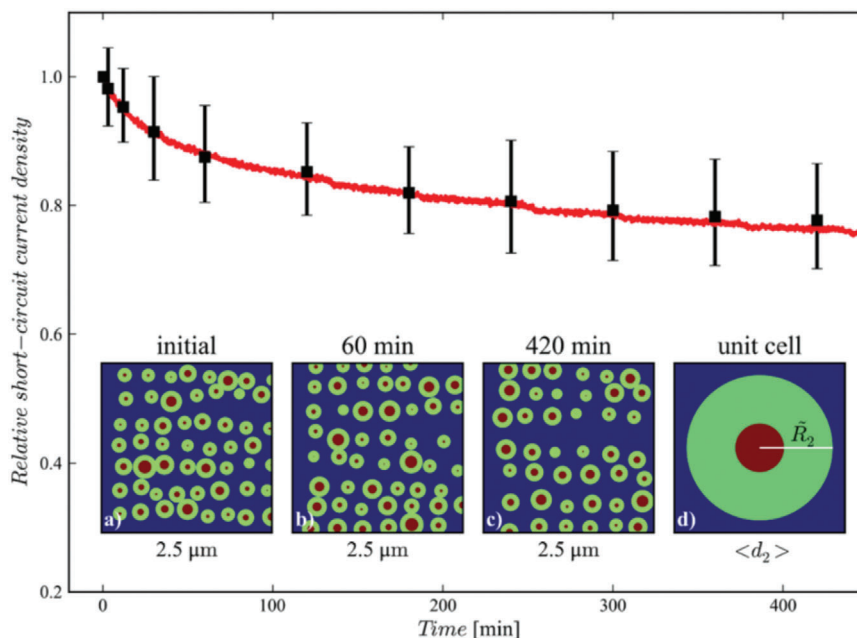 Relative short-circuit current density
1.0
0.8
0.6
0.4
0.2
initial
60 min
420 min
unit cell
a)
b)
c)
d)
R̃₂
2.5 μm
2.5 μm
2.5 μm
<d₂>
0
100
200
300
400
Time [min]